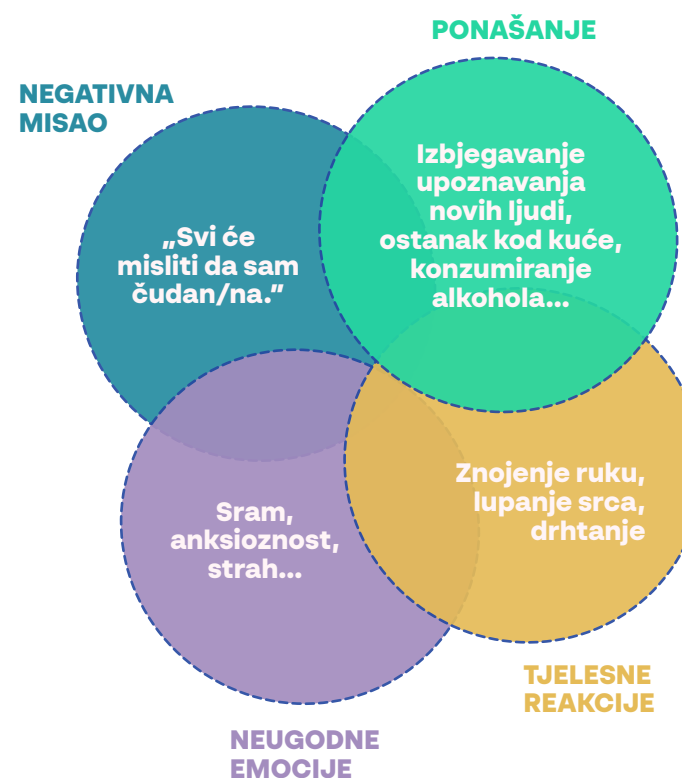 PONAŠANJE
NEGATIVNA
MISAO
Izbjegavanje
upoznavanja
novih ljudi,
ostanak kod kuće,
konzumiranje
alkohola...
„Svi će
misliti da sam
čudan/na.”
Znojenje ruku,
lupanje srca,
drhtanje
Sram,
anksioznost,
strah...
TJELESNE
REAKCIJE
NEUGODNE
EMOCIJE